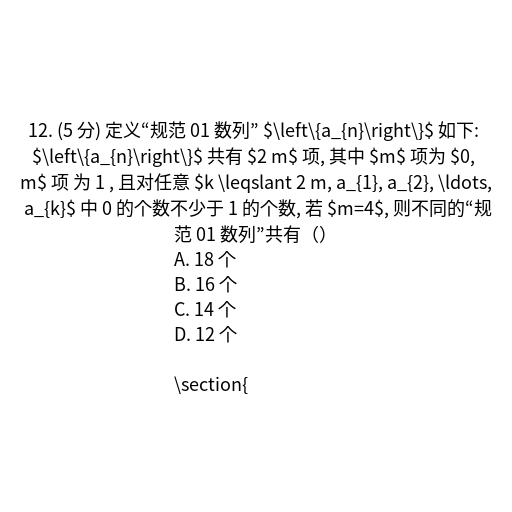 12. (5 分) 定义“规范 01 数列” $\left\{a_{n}\right\}$ 如下:
$\left\{a_{n}\right\}$ 共有 $2 m$ 项, 其中 $m$ 项为 $0,
m$ 项 为 1 , 且对任意 $k \leqslant 2 m, a_{1}, a_{2}, \ldots,
a_{k}$ 中 0 的个数不少于 1 的个数, 若 $m=4$, 则不同的“规
范 01 数列”共有（）
A. 18 个
B. 16 个
C. 14 个
D. 12 个
\section{